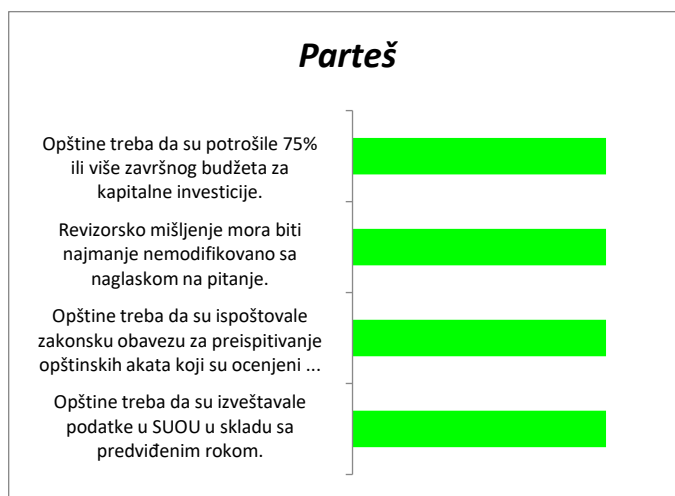 Parteš
Opštine treba da su potrošile 75%
ili više završnog budžeta za
kapitalne investicije.
Revizorsko mišljenje mora biti
najmanje nemodifikovano sa
naglaskom na pitanje.
Opštine treba da su ispoštovale
zakonsku obavezu za preispitivanje
opštinskih akata koji su ocenjeni ...
Opštine treba da su izveštavale
podatke u SUOU u skladu sa
predviđenim rokom.